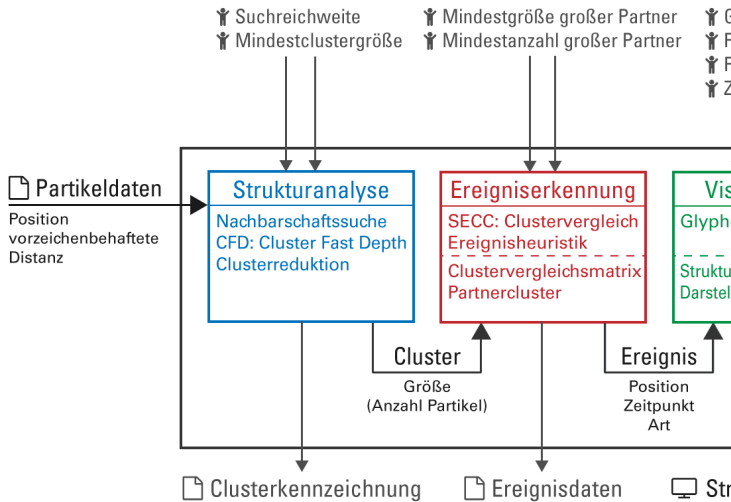 Suchreichweite
Mindestclustergröße
Mindestgröße großer Partner
Mindestanzahl großer Partner
Partikeldaten
Position
vorzeichenbehaftete
Distanz
Strukturanalyse
Nachbarschaftssuche
CFD: Cluster Fast Depth
Clusterreduktion
Ereigniserkennung
SECC: Clustervergleich
Ereignisheuristik
Clustervergleichsmatrix
Partnercluster
Cluster
Größe
(Anzahl Partikel)
Ereignis
Position
Zeitpunkt
Art
Clusterkennzeichnung
Ereignisdaten